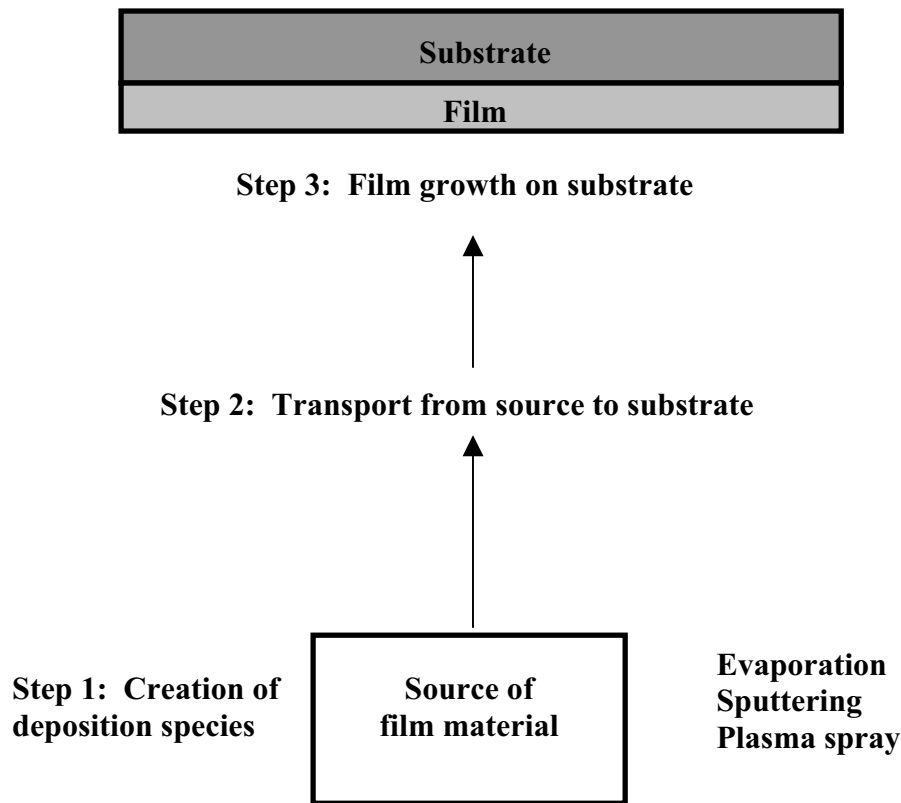 Substrate
Film
Step 3: Film growth on substrate
Step 2: Transport from source to substrate
Step 1: Creation of
deposition species
Source of
film material
Evaporation
Sputtering
Plasma spray